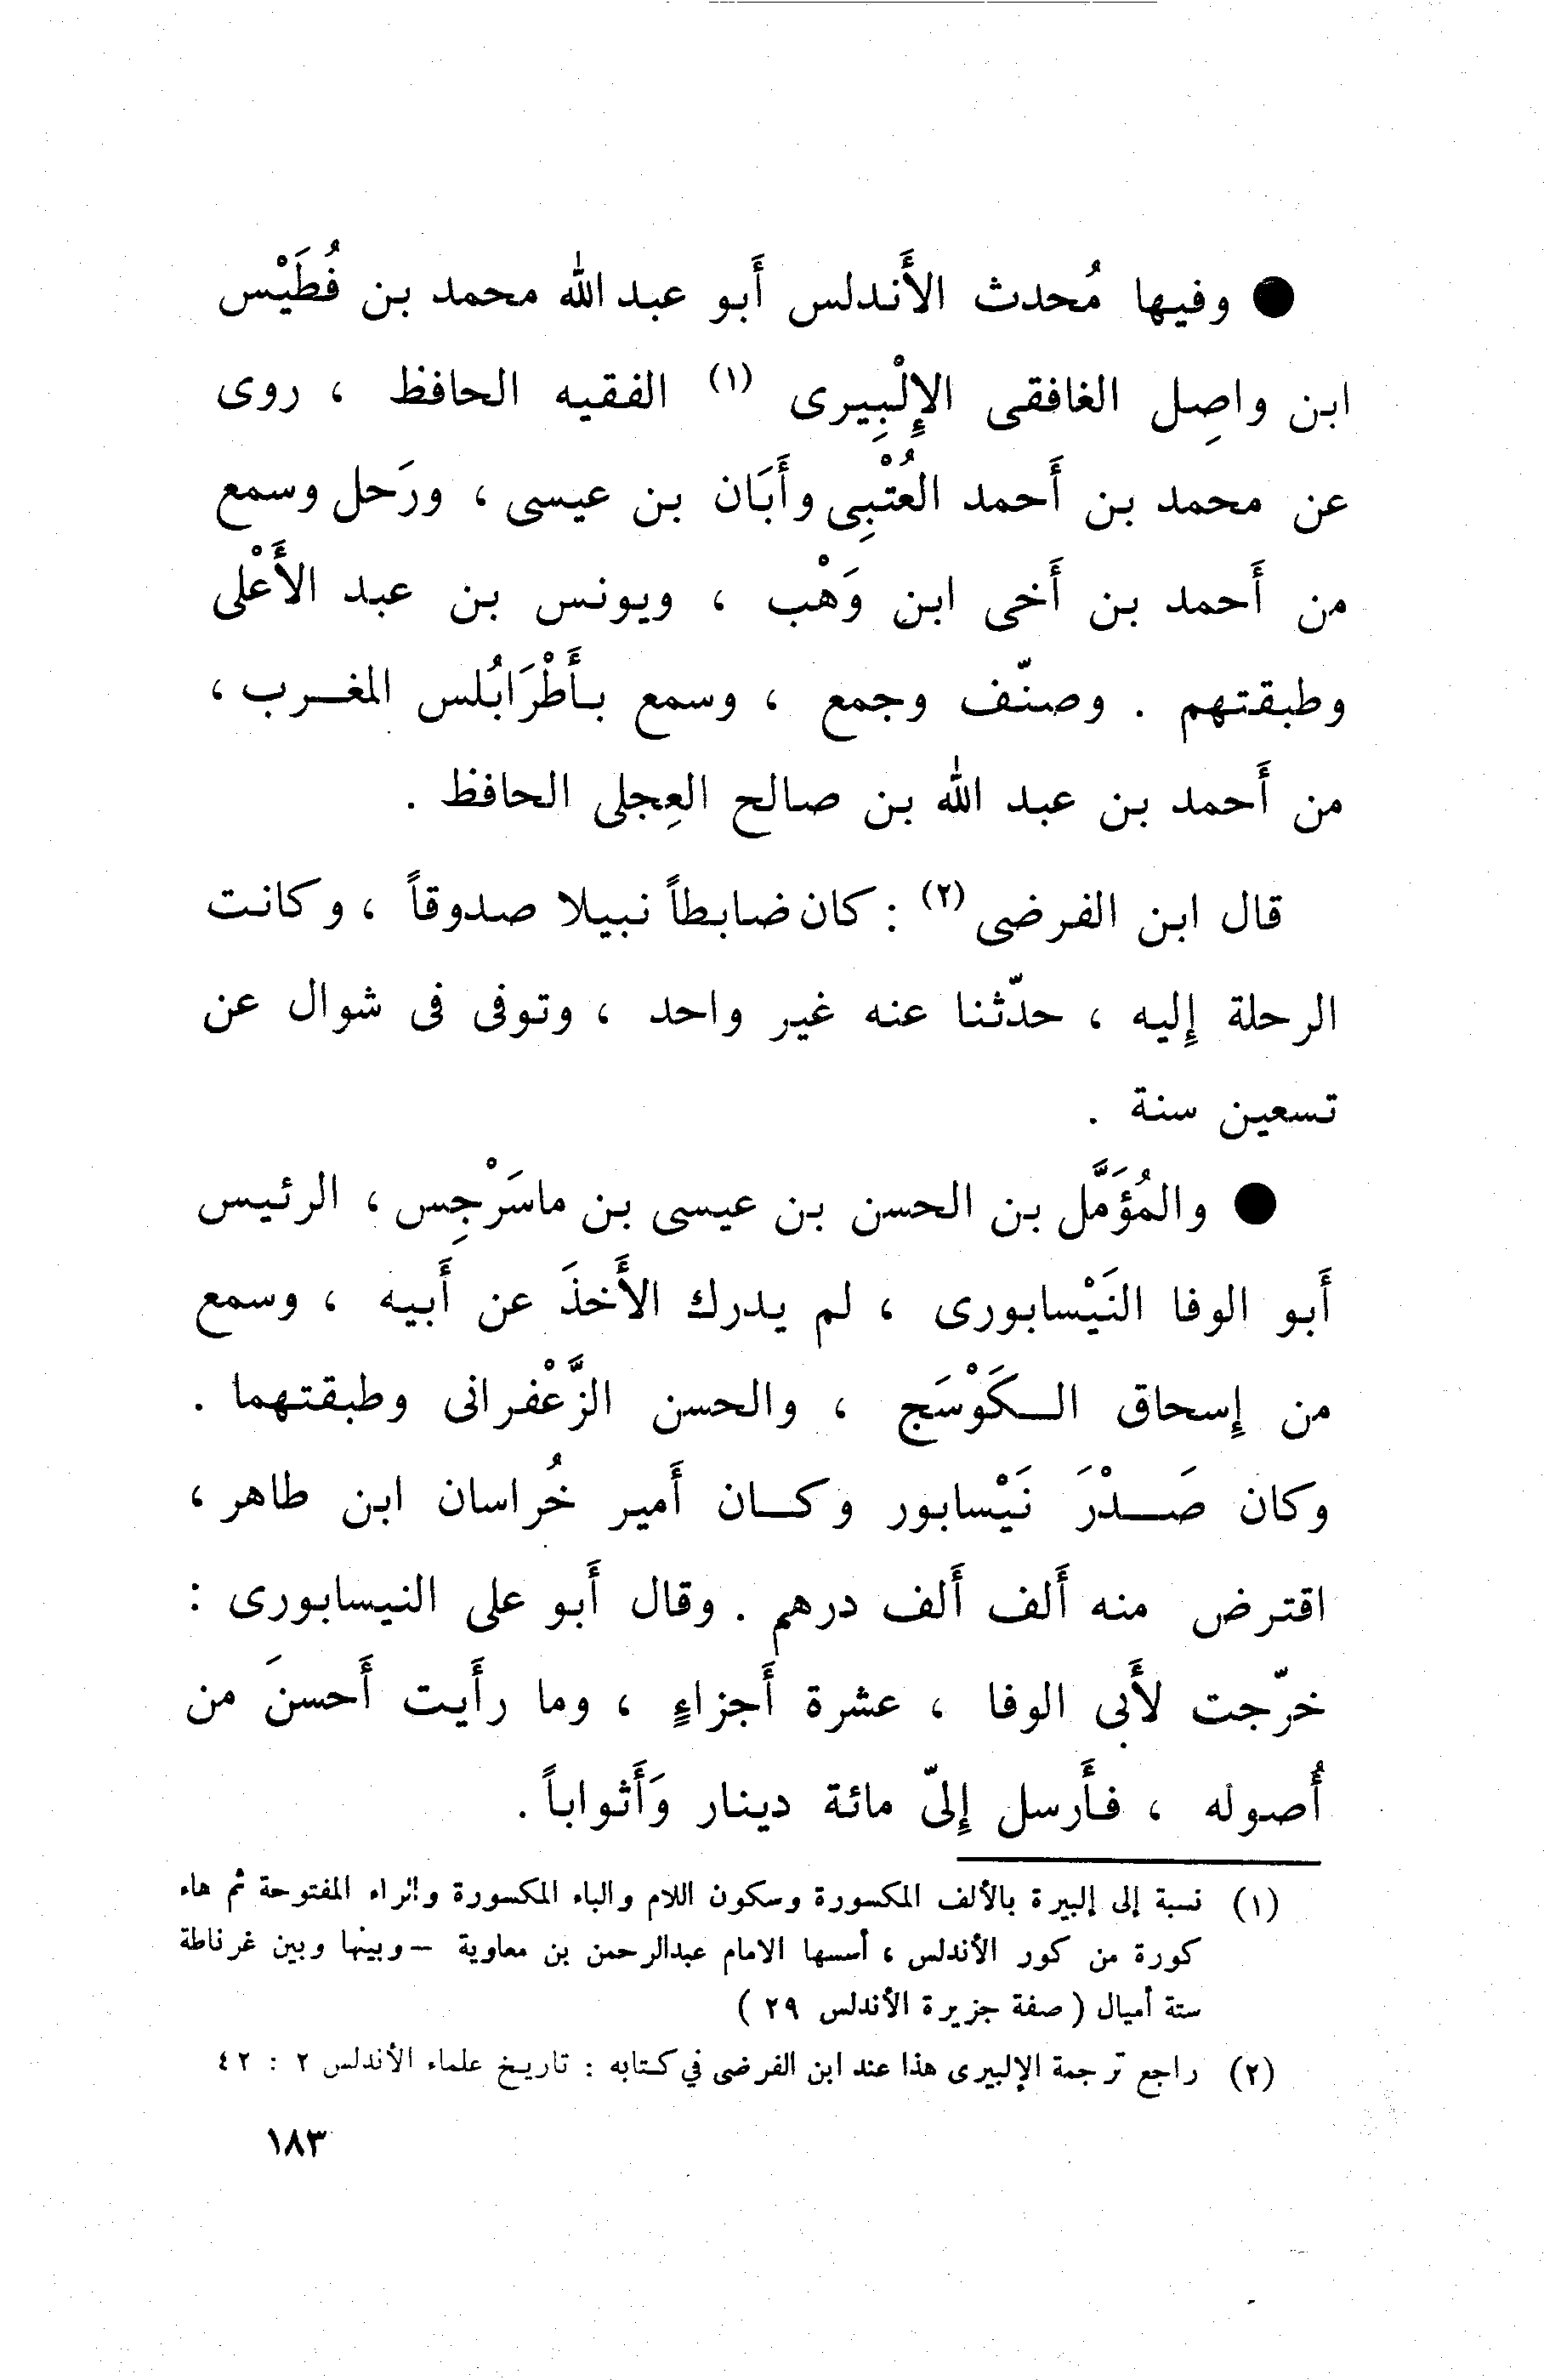 ● وفيها مُحدث الأَندلس أَبو عبد الله محمد بن فُطَيْس
ابن واصِل الغافقى الإِلْبِيرى (١) الفقيه الحافظ ، روى
عن محمد بن أَحمد العُتْبِى وأَبَان بن عيسى ، ورَحل وسمع
من أَحمد بن أَخى ابن وَهْب ، ويونس بن عبد الأَعْلى
وطبقتهم . وصنّف وجمع ، وسمع بأَطْرَابُلس المغـرب ،
من أَحمد بن عبد الله بن صالح العِجلى الحافظ .
قال ابن الفرضى (٢) : كان ضابطاً نبيلا صدوقاً ، وكانت
الرحلة إِليه ، حدّثنا عنه غير واحد ، وتوفى فى شوال عن
تسعين سنة .
● والمُؤَمَّل بن الحسن بن عيسى بن ماسَرْجِس ، الرئيس
أَبو الوفا النَيْسابورى ، لم يدرك الأَخذَ عن أَبيه ، وسمع
من إِسحاق الـكَوْسَج ، والحسن الزَّعْفرانى وطبقتهما .
وكان صَـدْرَ نَيْسابور وكـان أَمير خُراسان ابن طاهر ،
اقترض منه أَلف أَلف درهم . وقال أَبو على النيسابورى :
خرّجت لأَبى الوفا ، عشرة أَجزاءٍ ، وما رأَيت أَحسنَ من
أُصوله ، فأَرسل إِلىّ مائة دينار وَأَثواباً .
(١) نسبة إلى إلبيرة بالألف المكسورة وسكون اللام والباء المكسورة والراء المفتوحة ثم هاء
كورة من كور الأندلس ، أسسها الامام عبدالرحمن بن معاوية – وبينها وبين غرناطة
ستة أميال ( صفة جزيرة الأندلس ٢٩ )
(٢) راجع ترجمة الإلبيرى هذا عند ابن الفرضى في كتابه : تاريخ علماء الأندلس ٢ : ٤٢
١٨٣